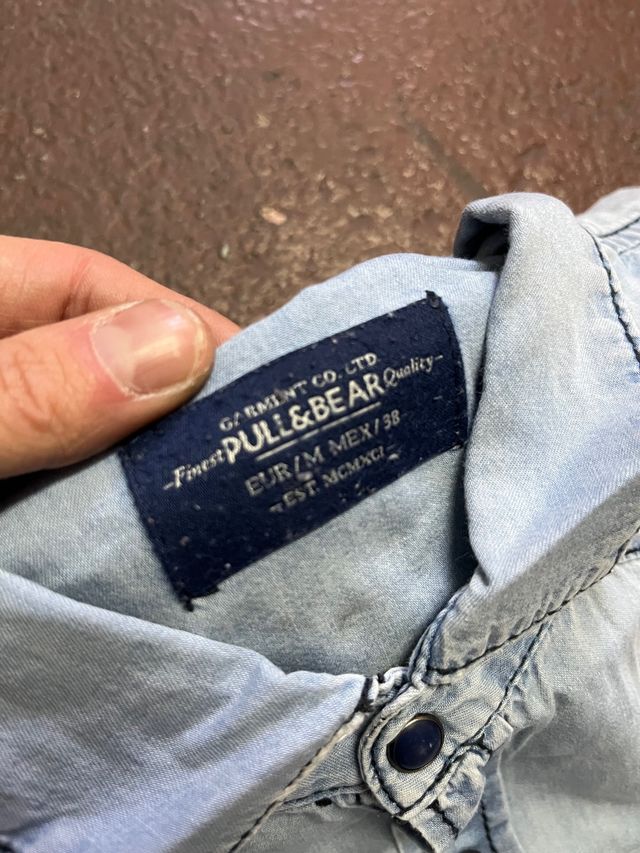 GARMENT CO. LTD.
-Finest PULL&BEAR Quality-
EUR/M MEX/38
EST. MCMXCI